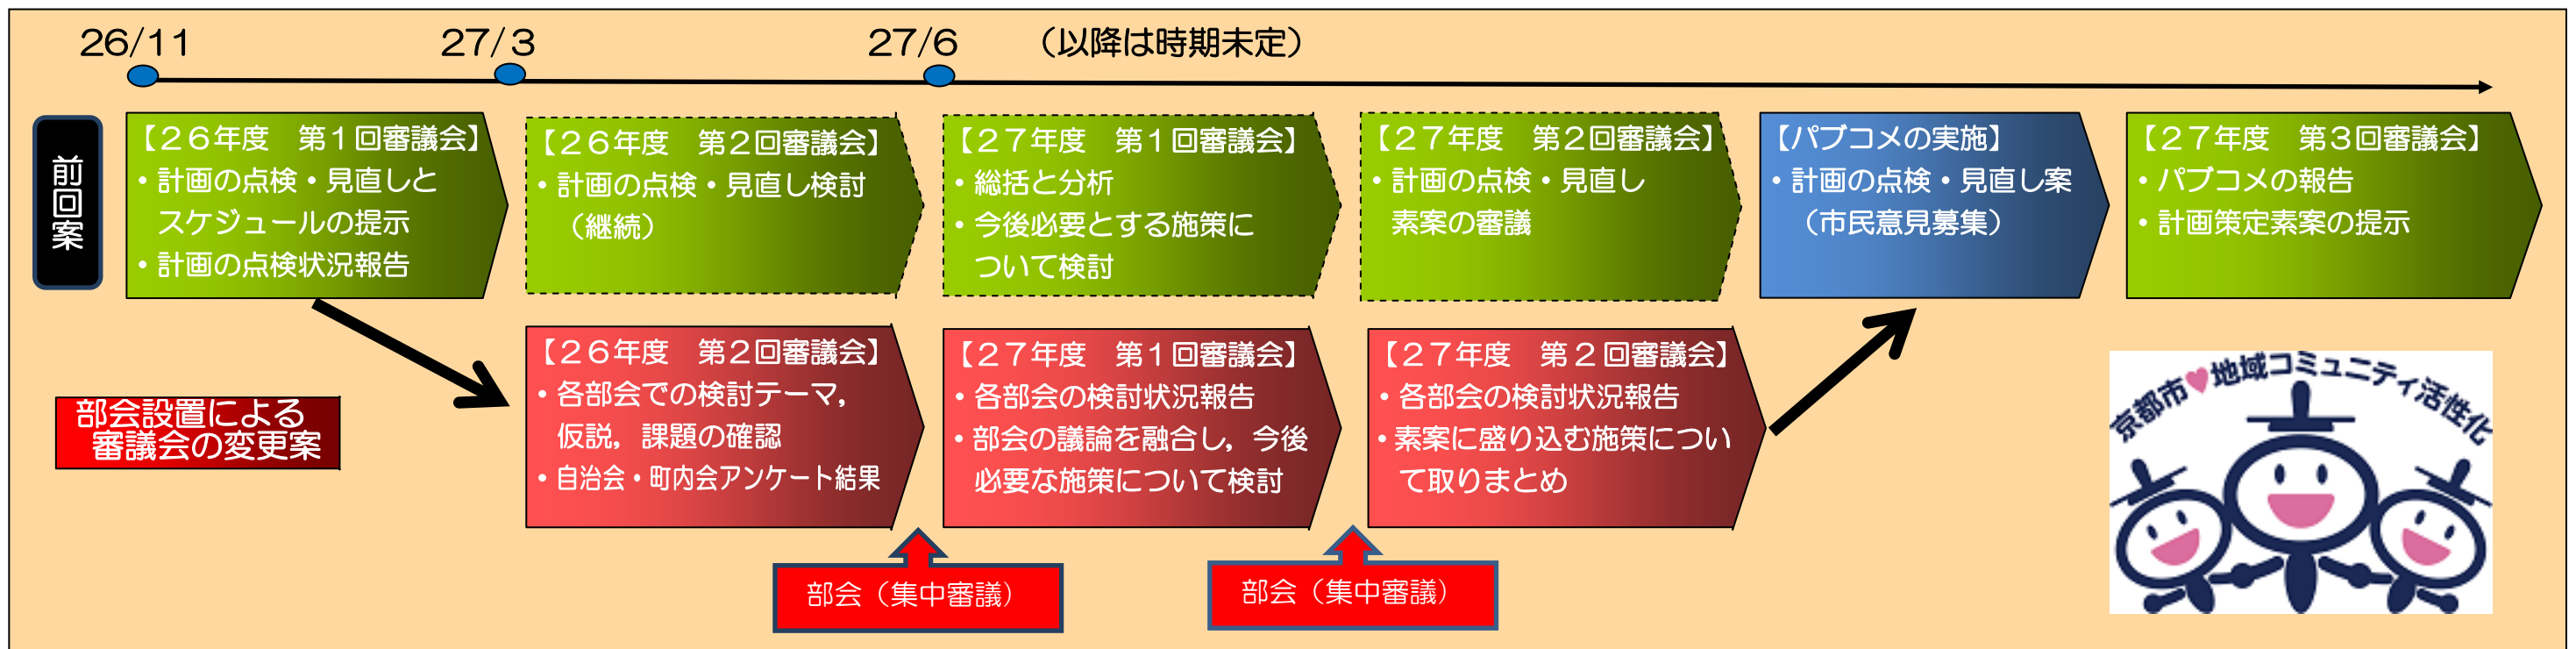 26/11
27/3
27/6
（以降は時期未定）
前回案
【２６年度　第１回審議会】
・計画の点検・見直しと
スケジュールの提示
・計画の点検状況報告
【２６年度　第２回審議会】
・計画の点検・見直し検討
（継続）
【２７年度　第１回審議会】
・総括と分析
・今後必要とする施策に
ついて検討
【２７年度　第２回審議会】
・計画の点検・見直し
素案の審議
【パブコメの実施】
・計画の点検・見直し案
（市民意見募集）
【２７年度　第３回審議会】
・パブコメの報告
・計画策定素案の提示
部会設置による
審議会の変更案
【２６年度　第２回審議会】
・各部会での検討テーマ，
仮説，課題の確認
・自治会・町内会アンケート結果
【２７年度　第１回審議会】
・各部会の検討状況報告
・部会の議論を融合し，今後
必要な施策について検討
【２７年度　第２回審議会】
・各部会の検討状況報告
・素案に盛り込む施策につい
て取りまとめ
部会（集中審議）
部会（集中審議）
京都市♥地域コミュニティ活性化